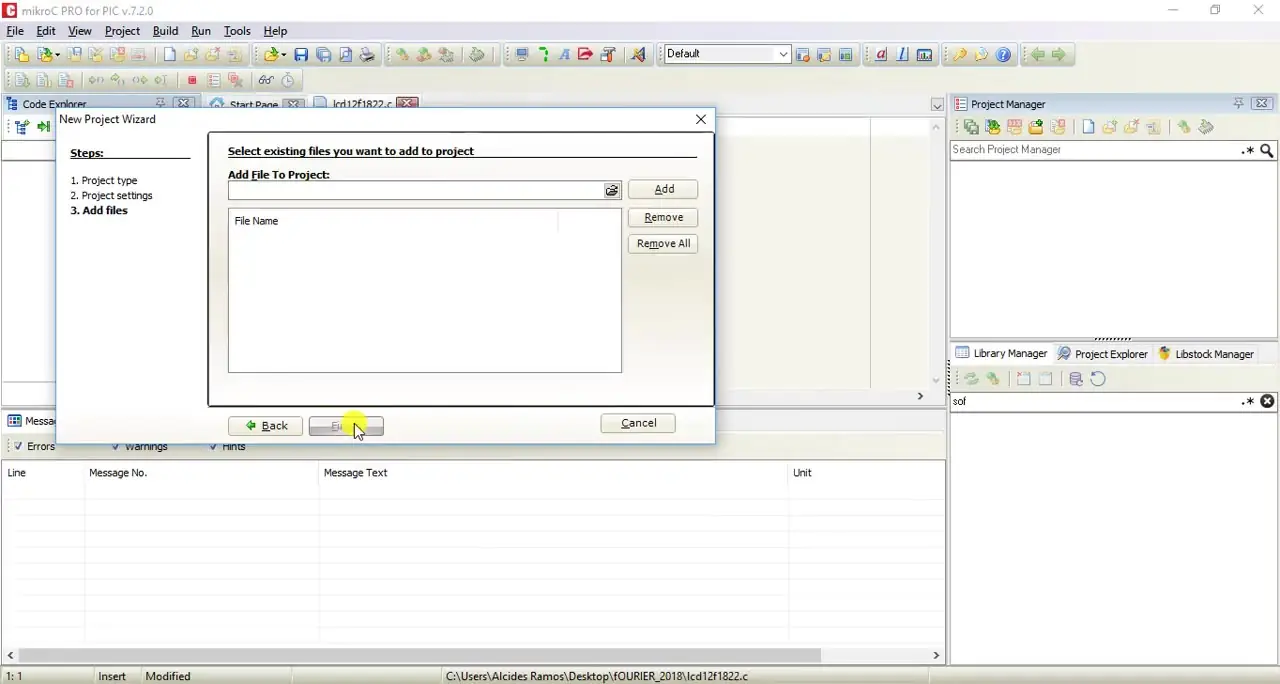 mikroC PRO for PIC v.7.2.0
File Edit View Project Build Run Tools Help
Default
Code Explorer
Start Page
lcd12f1822.c
Project Manager
New Project Wizard
Search Project Manager
.*
Steps:
1. Project type
2. Project settings
3. Add files
Select existing files you want to add to project
Add File To Project:
Add
File Name
Remove
Remove All
Back
Cancel
Library Manager
Project Explorer
Libstock Manager
sof
.*
Errors
Warnings
Hints
Line
Message No.
Message Text
Unit
1: 1
Insert
Modified
C:\Users\Alcides Ramos\Desktop\fOURIER_2018\lcd12f1822.c